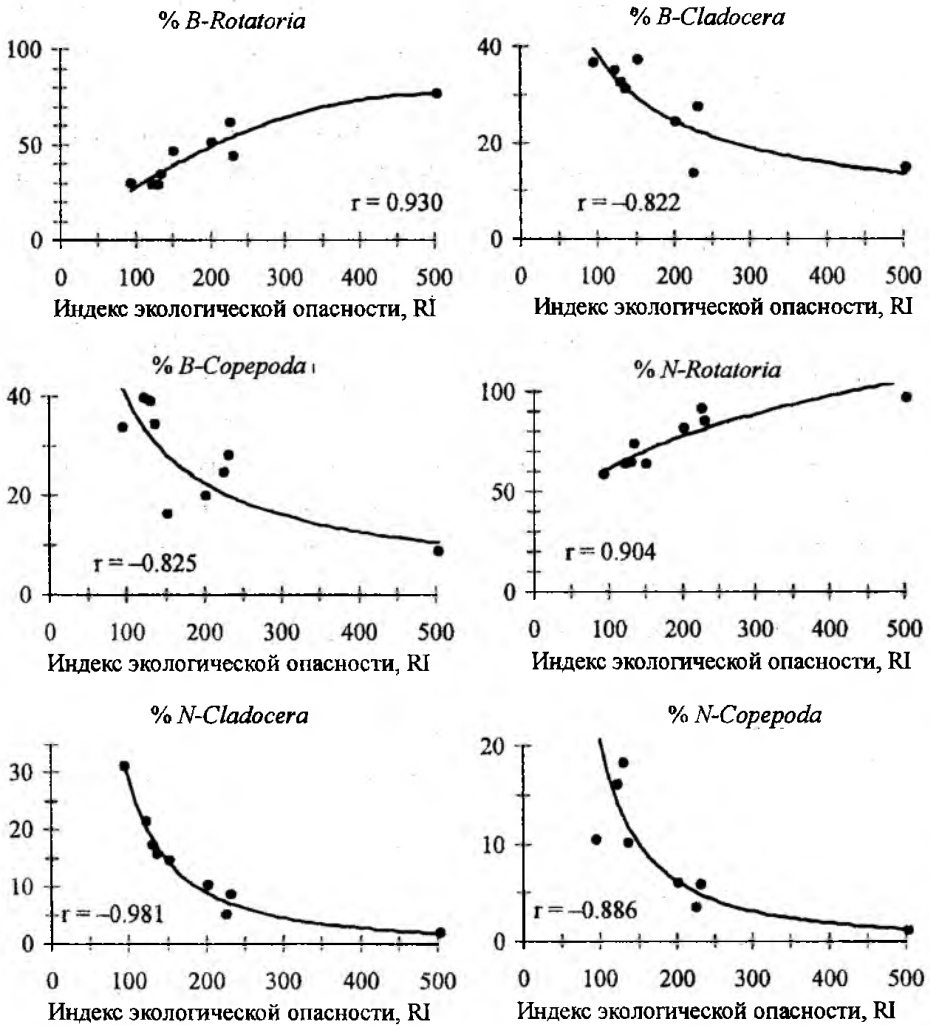 % B-Rotatoria
% B-Cladocera
100
50
0
r = 0.930
0 100 200 300 400 500
Индекс экологической опасности, RI
40
20
0
r = –0.822
0 100 200 300 400 500
Индекс экологической опасности, RI
% B-Copepoda
% N-Rotatoria
40
20
0
r = –0.825
0 100 200 300 400 500
Индекс экологической опасности, RI
100
50
0
r = 0.904
0 100 200 300 400 500
Индекс экологической опасности, RI
% N-Cladocera
% N-Copepoda
30
20
10
0
r = –0.981
0 100 200 300 400 500
Индекс экологической опасности, RI
20
10
0
r = –0.886
0 100 200 300 400 500
Индекс экологической опасности, RI